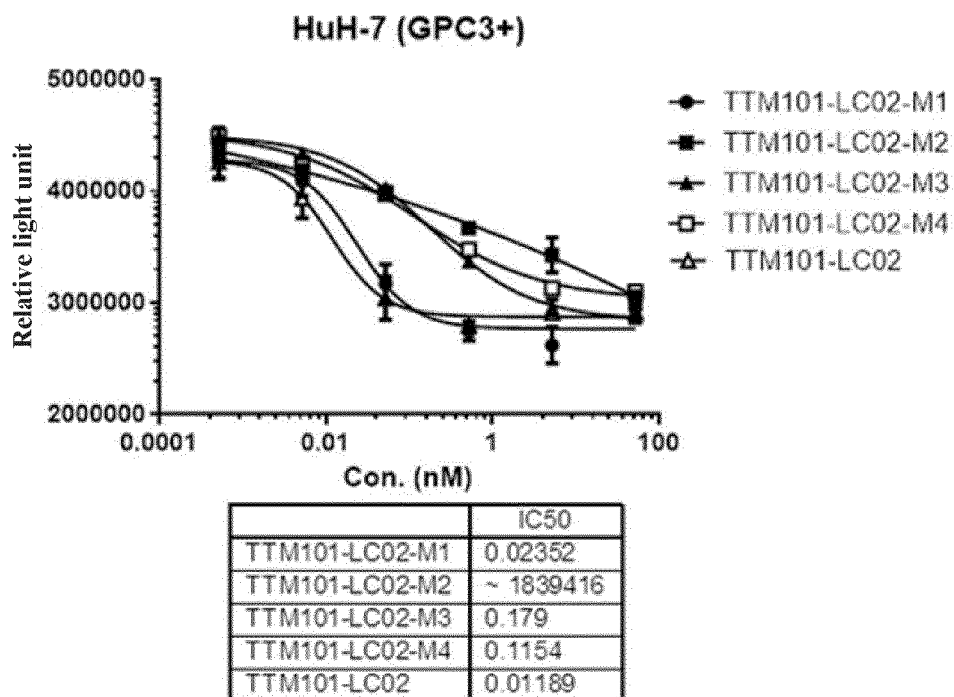 HuH-7 (GPC3+)
Relative light unit
5000000
4000000
3000000
2000000
0.0001
0.01
1
100
Con. (nM)
TTM101-LC02-M1
TTM101-LC02-M2
TTM101-LC02-M3
TTM101-LC02-M4
TTM101-LC02
IC50
TTM101-LC02-M1 0.02352
TTM101-LC02-M2 ~ 1839416
TTM101-LC02-M3 0.179
TTM101-LC02-M4 0.1154
TTM101-LC02 0.01189